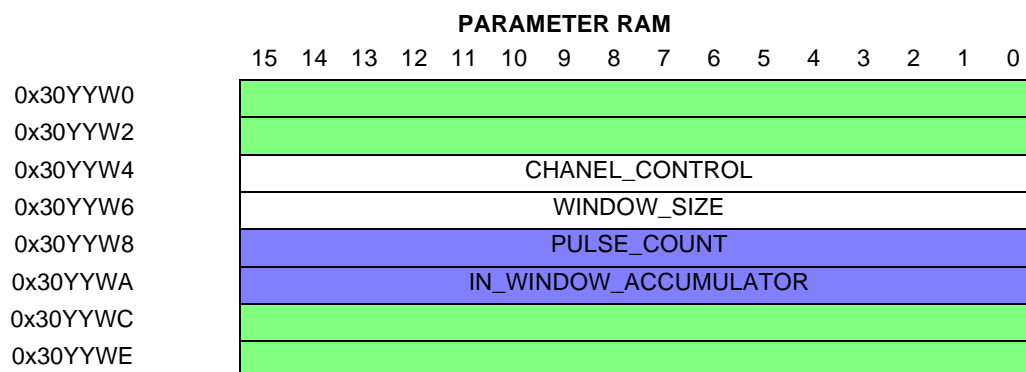 PARAMETER RAM
15 14 13 12 11 10 9 8 7 6 5 4 3 2 1 0
0x30YYW0
0x30YYW2
0x30YYW4 CHANEL_CONTROL
0x30YYW6 WINDOW_SIZE
0x30YYW8 PULSE_COUNT
0x30YYWA IN_WINDOW_ACCUMULATOR
0x30YYWC
0x30YYWE